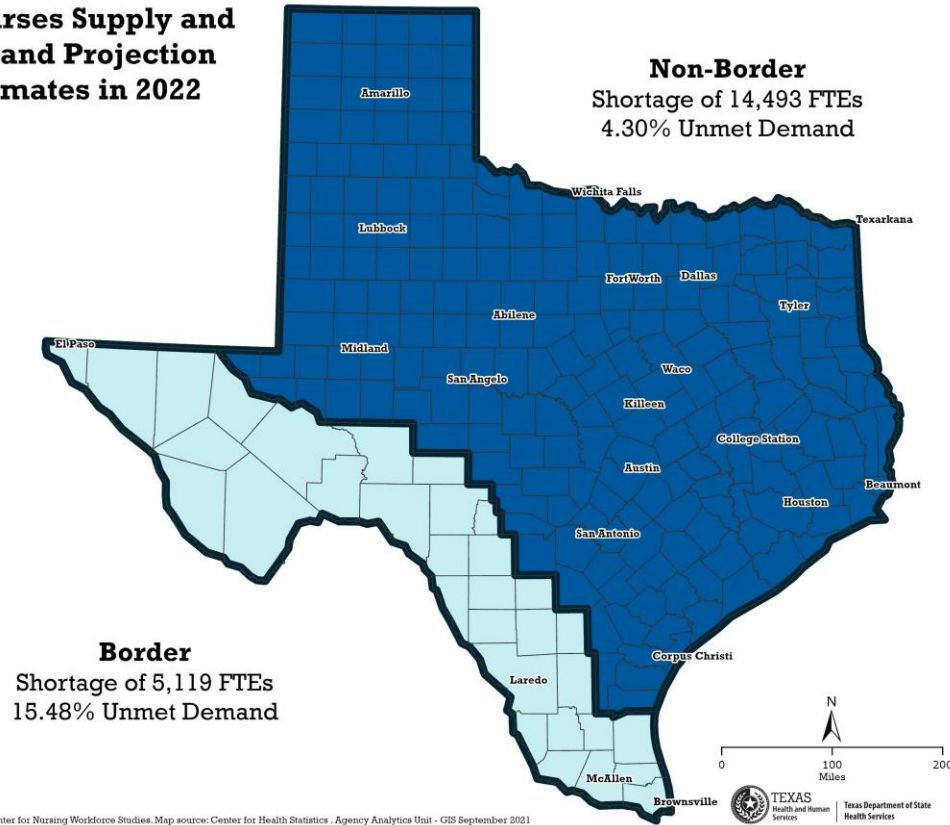 rses Supply and
and Projection
mates in 2022
Non-Border
Shortage of 14,493 FTEs
4.30% Unmet Demand
Amarillo
Wichita Falls
Texarkana
Lubbock
Fort Worth
Dallas
Tyler
Abilene
El Paso
Midland
Waco
San Angelo
Killeen
College Station
Austin
Beaumont
Houston
San Antonio
Border
Shortage of 5,119 FTEs
15.48% Unmet Demand
Corpus Christi
Laredo
N
0 100 200
Miles
McAllen
Brownsville
TEXAS
Health and Human
Services
Texas Department of State
Health Services
nter for Nursing Workforce Studies. Map source: Center for Health Statistics . Agency Analytics Unit - GIS September 2021